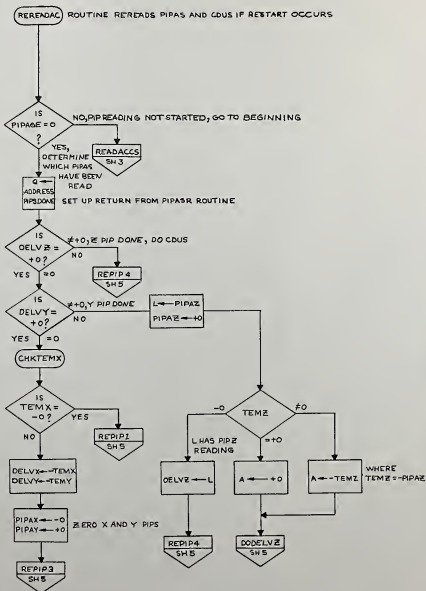 REREADAC ROUTINE REREADS PIPAS AND CDUS IF RESTART OCCURS
IS
PIPAGE=0
?
NO, PIP READING NOT STARTED, GO TO BEGINNING
READACCS
SH 3
YES,
DETERMINE
WHICH PIPAS
HAVE BEEN
READ
Q ←
ADDRESS
PIPSDONE
SET UP RETURN FROM PIPASR ROUTINE
IS
DELVZ=
+0?
≠+0, Z PIP DONE, DO CDUS
NO
REPIP4
SH 5
YES =0
IS
DELVY=
+0?
≠+0, Y PIP DONE
NO
L←PIPAZ
PIPAZ←+0
YES =0
CHKTEMX
IS
TEMX=
-0?
YES
REPIP1
SH 5
NO
DELVX←-TEMX
DELVY←-TEMY
PIPAX←-0
PIPAY←+0
ZERO X AND Y PIPS
REPIP3
SH 5
TEMZ
-0
=+0
≠0
L HAS PIPZ
READING
DELVZ←L
A←+0
A←-TEMZ
WHERE
TEMZ=-PIPAZ
REPIP4
SH 5
DODELVZ
SH 5